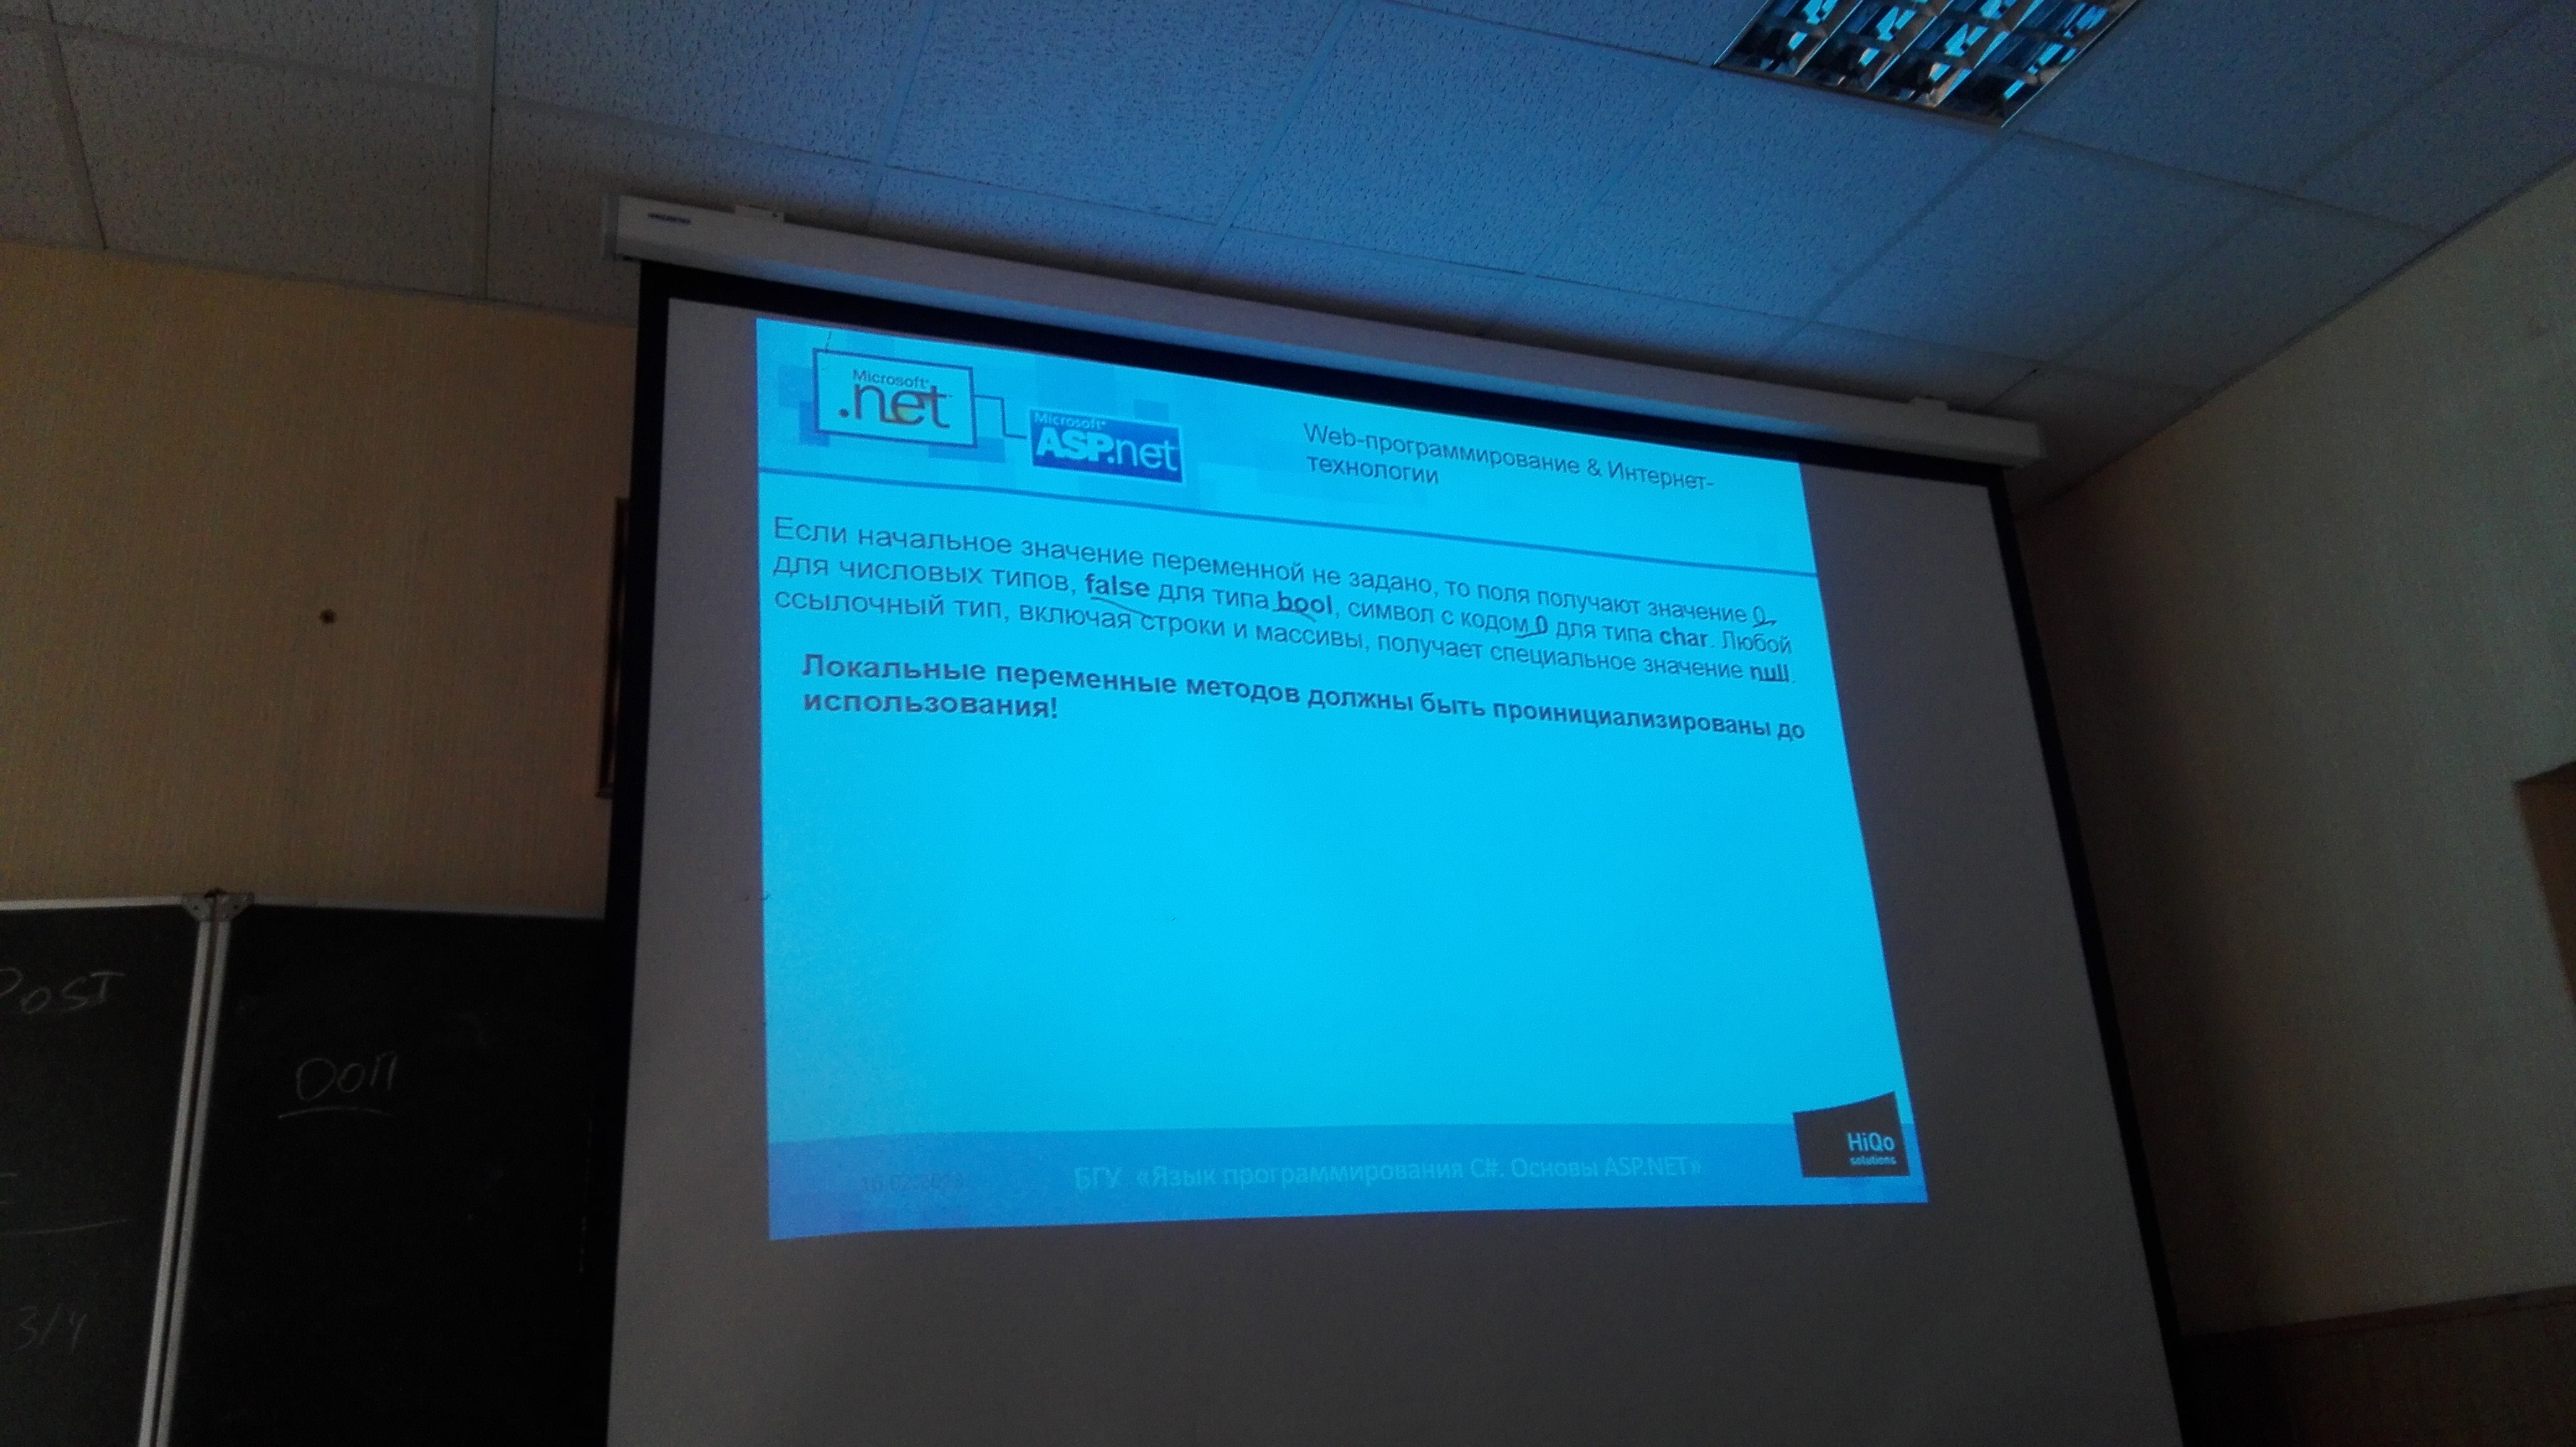 Microsoft®
.net
Microsoft®
ASP.net
Web-программирование & Интернет-
технологии
Если начальное значение переменной не задано, то поля получают значение 0,
для числовых типов, false для типа bool, символ с кодом 0 для типа char. Любой
ссылочный тип, включая строки и массивы, получает специальное значение null.
Локальные переменные методов должны быть проинициализированы до
использования!
БГУ «Язык программирования C#. Основы ASP.NET»
HiQo
solutions
POST
ООП
3/4